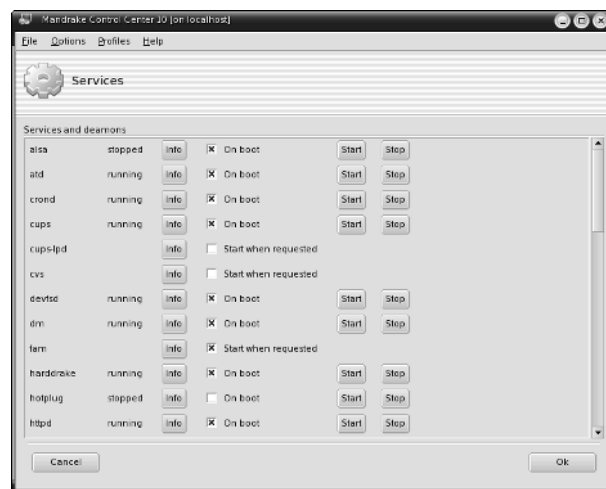 Mandrake Control Center 10 [on localhost]
File Options Profiles Help
Services
Services and deamons
alsa stopped Info On boot Start Stop
atd running Info On boot Start Stop
crond running Info On boot Start Stop
cups running Info On boot Start Stop
cups-lpd Info Start when requested
cvs Info Start when requested
devfsd running Info On boot Start Stop
dm running Info On boot Start Stop
fam Info Start when requested
harddrake running Info On boot Start Stop
hotplug stopped Info On boot Start Stop
httpd running Info On boot Start Stop
Cancel Ok